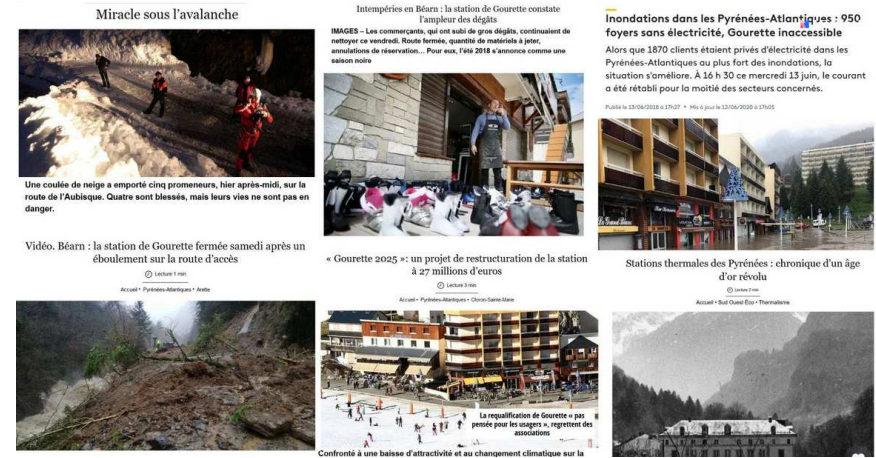 Miracle sous l'avalanche
Une coulée de neige a emporté cinq promeneurs, hier après-midi, sur la
route de l'Aubisque. Quatre sont blessés, mais leurs vies ne sont pas en
danger.
Vidéo. Béarn : la station de Gourette fermée samedi après un
éboulement sur la route d'accès
Lecture 1 min
Accueil • Pyrénées-Atlantiques • Arette
Intempéries en Béarn : la station de Gourette constate
l'ampleur des dégâts
IMAGES – Les commerçants, qui ont subi de gros dégâts, continuaient de
nettoyer ce vendredi. Route fermée, quantité de matériels à jeter,
annulations de réservation... Pour eux, l'été 2018 s'annonce comme une
saison noire
« Gourette 2025 »: un projet de restructuration de la station
à 27 millions d'euros
Lecture 3 min
Accueil • Pyrénées-Atlantiques • Oloron-Sainte-Marie
La requalification de Gourette « pas
pensée pour les usagers », regrettent des
associations
Confronté à une baisse d'attractivité et au changement climatique sur la
Inondations dans les Pyrénées-Atlantiques : 950
foyers sans électricité, Gourette inaccessible
Alors que 1870 clients étaient privés d'électricité dans les
Pyrénées-Atlantiques au plus fort des inondations, la
situation s'améliore. À 16 h 30 ce mercredi 13 juin, le courant
a été rétabli pour la moitié des secteurs concernés.
Publié le 13/06/2018 à 17h27 • Mis à jour le 12/06/2020 à 17h05
Stations thermales des Pyrénées : chronique d'un âge
d'or révolu
Lecture 2 min
Accueil • Sud Ouest Éco • Thermalisme